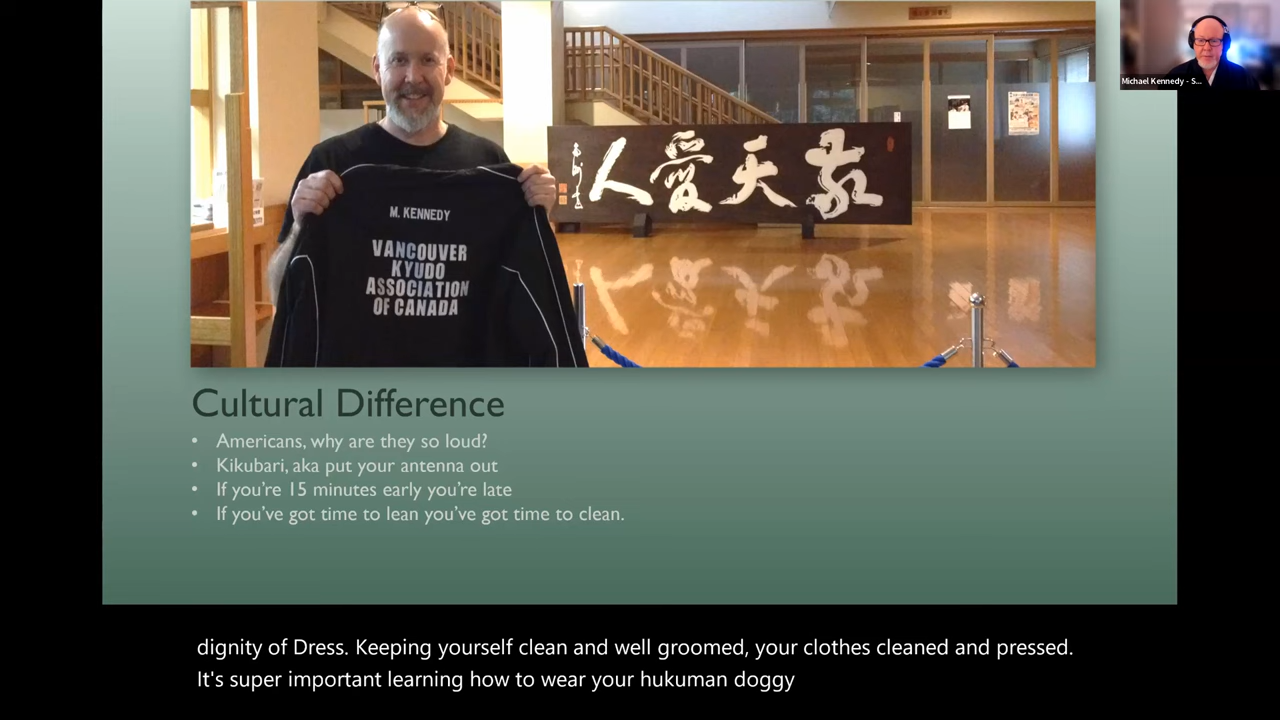 Michael Kennedy - S...
人愛天敬
M. KENNEDY
VANCOUVER
KYUDO
ASSOCIATION
OF CANADA
Cultural Difference
• Americans, why are they so loud?
• Kikubari, aka put your antenna out
• If you're 15 minutes early you're late
• If you've got time to lean you've got time to clean.
dignity of Dress. Keeping yourself clean and well groomed, your clothes cleaned and pressed.
It's super important learning how to wear your hukuman doggy